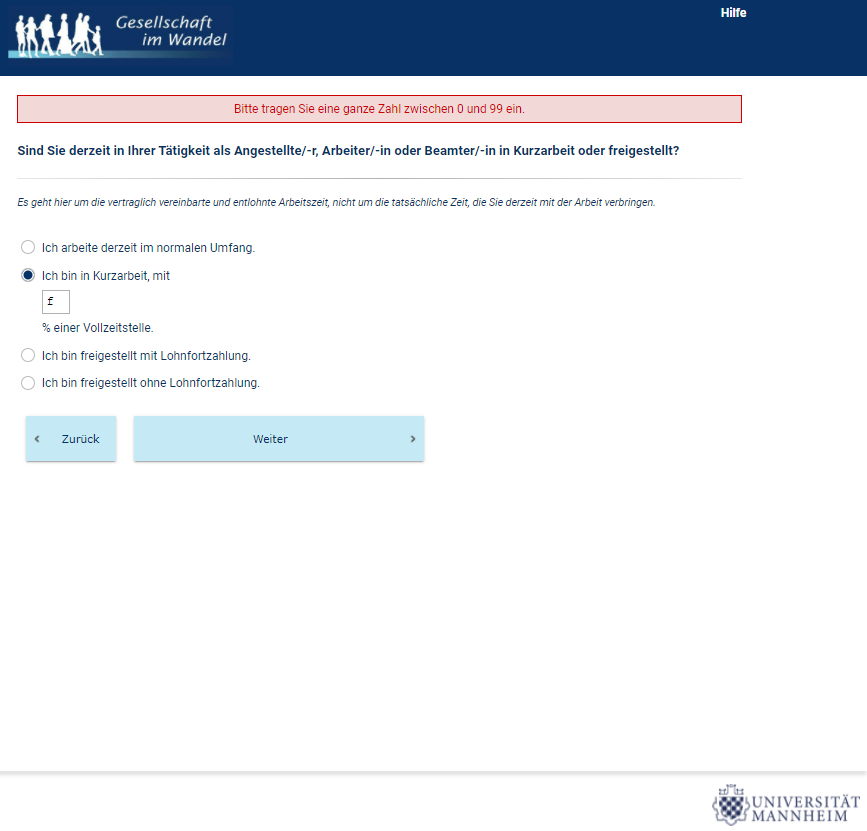 Gesellschaft
im Wandel
Hilfe
Bitte tragen Sie eine ganze Zahl zwischen 0 und 99 ein.
Sind Sie derzeit in Ihrer Tätigkeit als Angestellte/-r, Arbeiter/-in oder Beamter/-in in Kurzarbeit oder freigestellt?
Es geht hier um die vertraglich vereinbarte und entlohnte Arbeitszeit, nicht um die tatsächliche Zeit, die Sie derzeit mit der Arbeit verbringen.
Ich arbeite derzeit im normalen Umfang.
Ich bin in Kurzarbeit, mit
f
% einer Vollzeitstelle.
Ich bin freigestellt mit Lohnfortzahlung.
Ich bin freigestellt ohne Lohnfortzahlung.
Zurück
Weiter
UNIVERSITÄT
MANNHEIM